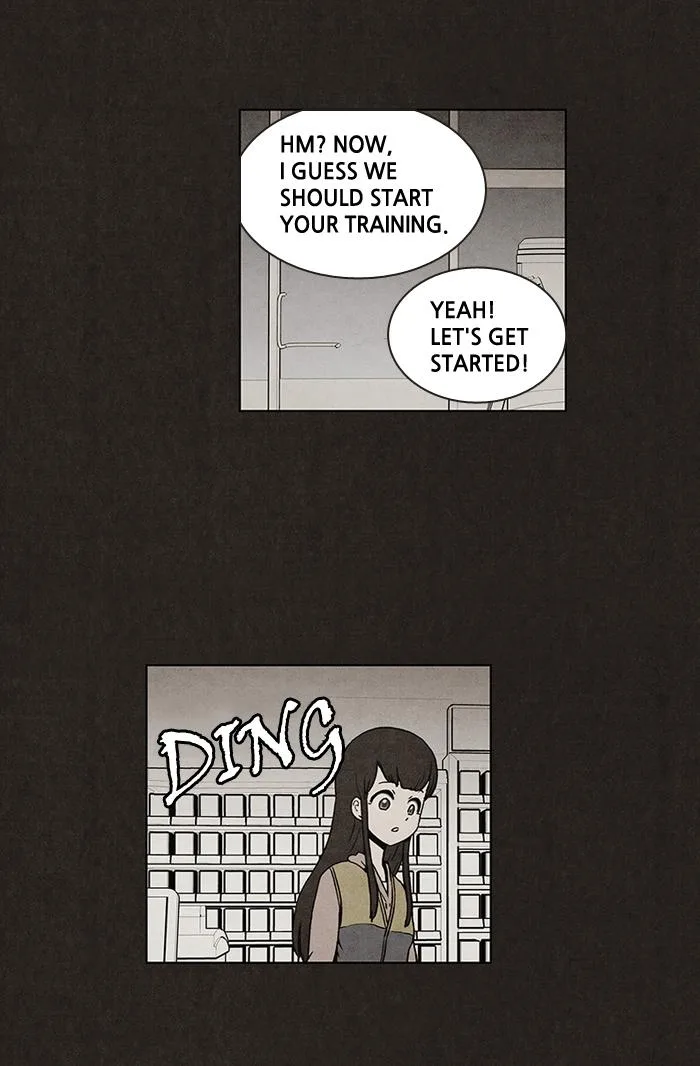 HM? NOW,
I GUESS WE
SHOULD START
YOUR TRAINING.
YEAH!
LET'S GET
STARTED!
DING